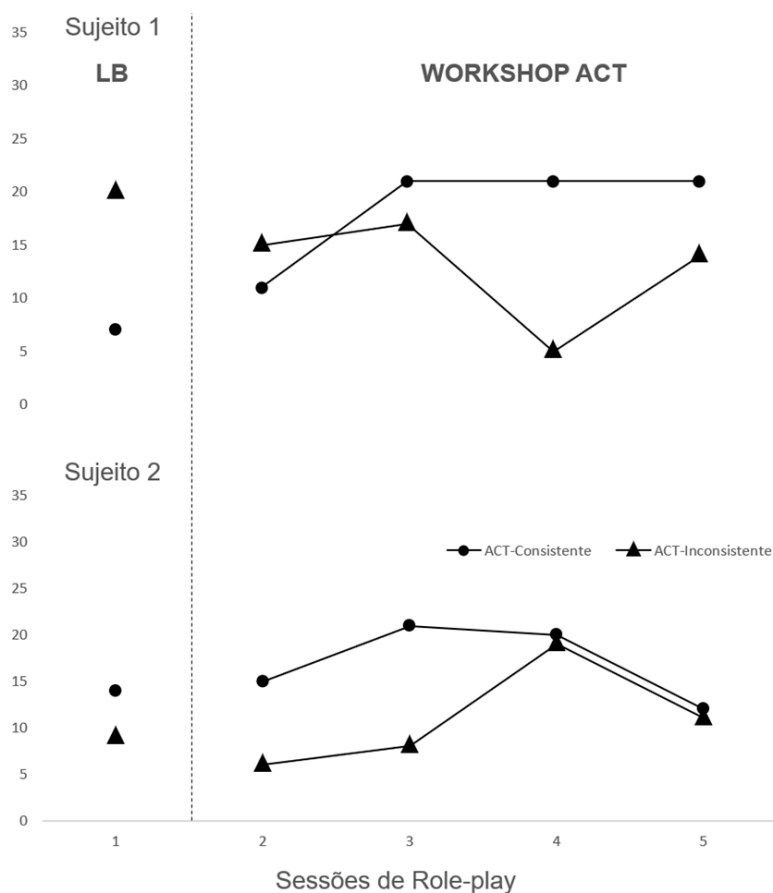 Sujeito 1
LB WORKSHOP ACT
35
30
25
20
15
10
5
0
Sujeito 2
35
30
25
20
15
10
5
0
ACT-Consistente ACT-Inconsistente
1 2 3 4 5
Sessões de Role-play